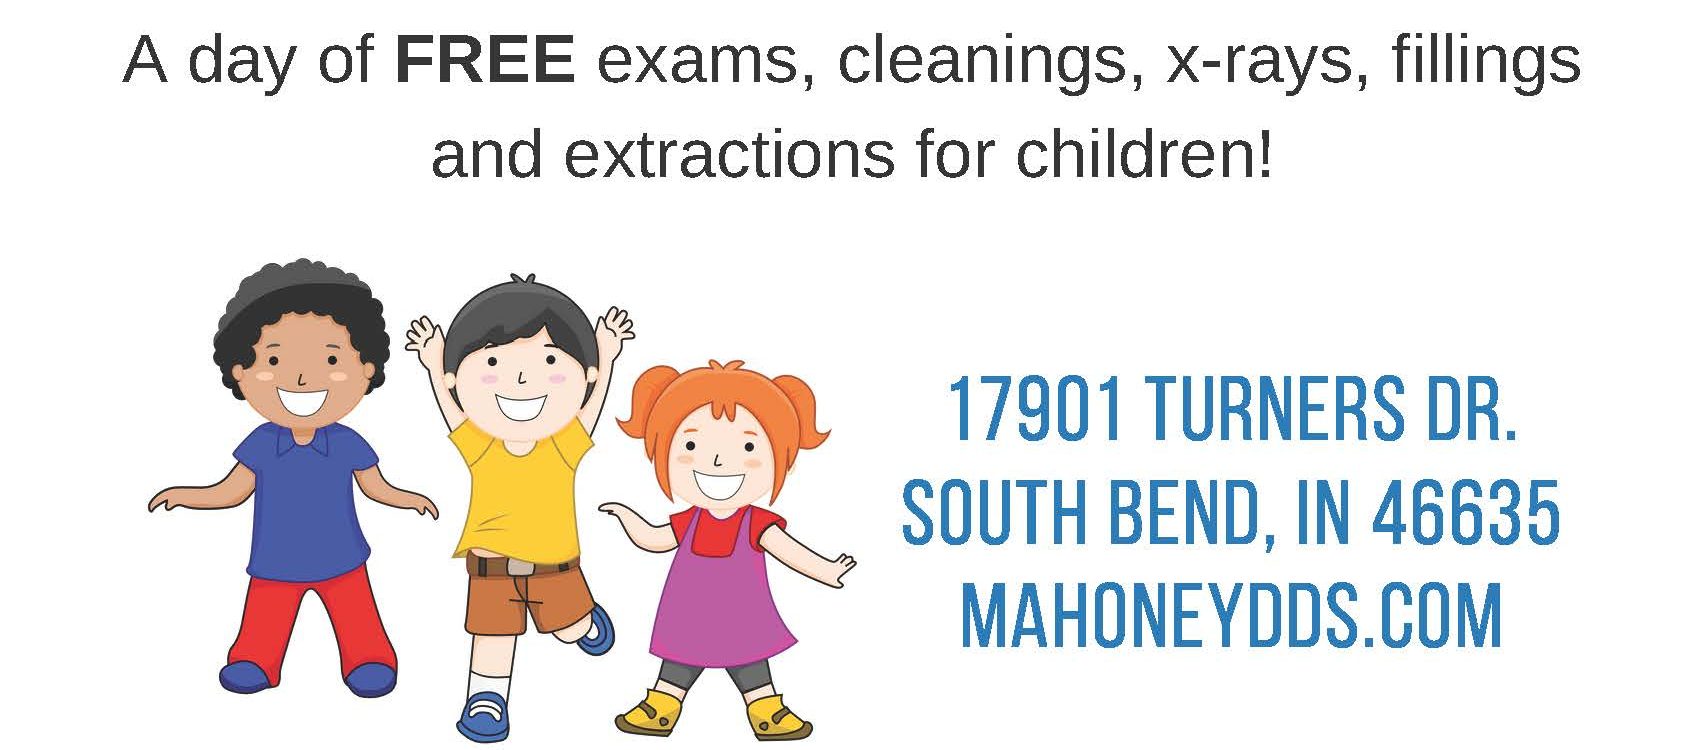 A day of FREE exams, cleanings, x-rays, fillings
and extractions for children!
17901 TURNERS DR.
SOUTH BEND, IN 46635
MAHONEYDDS.COM